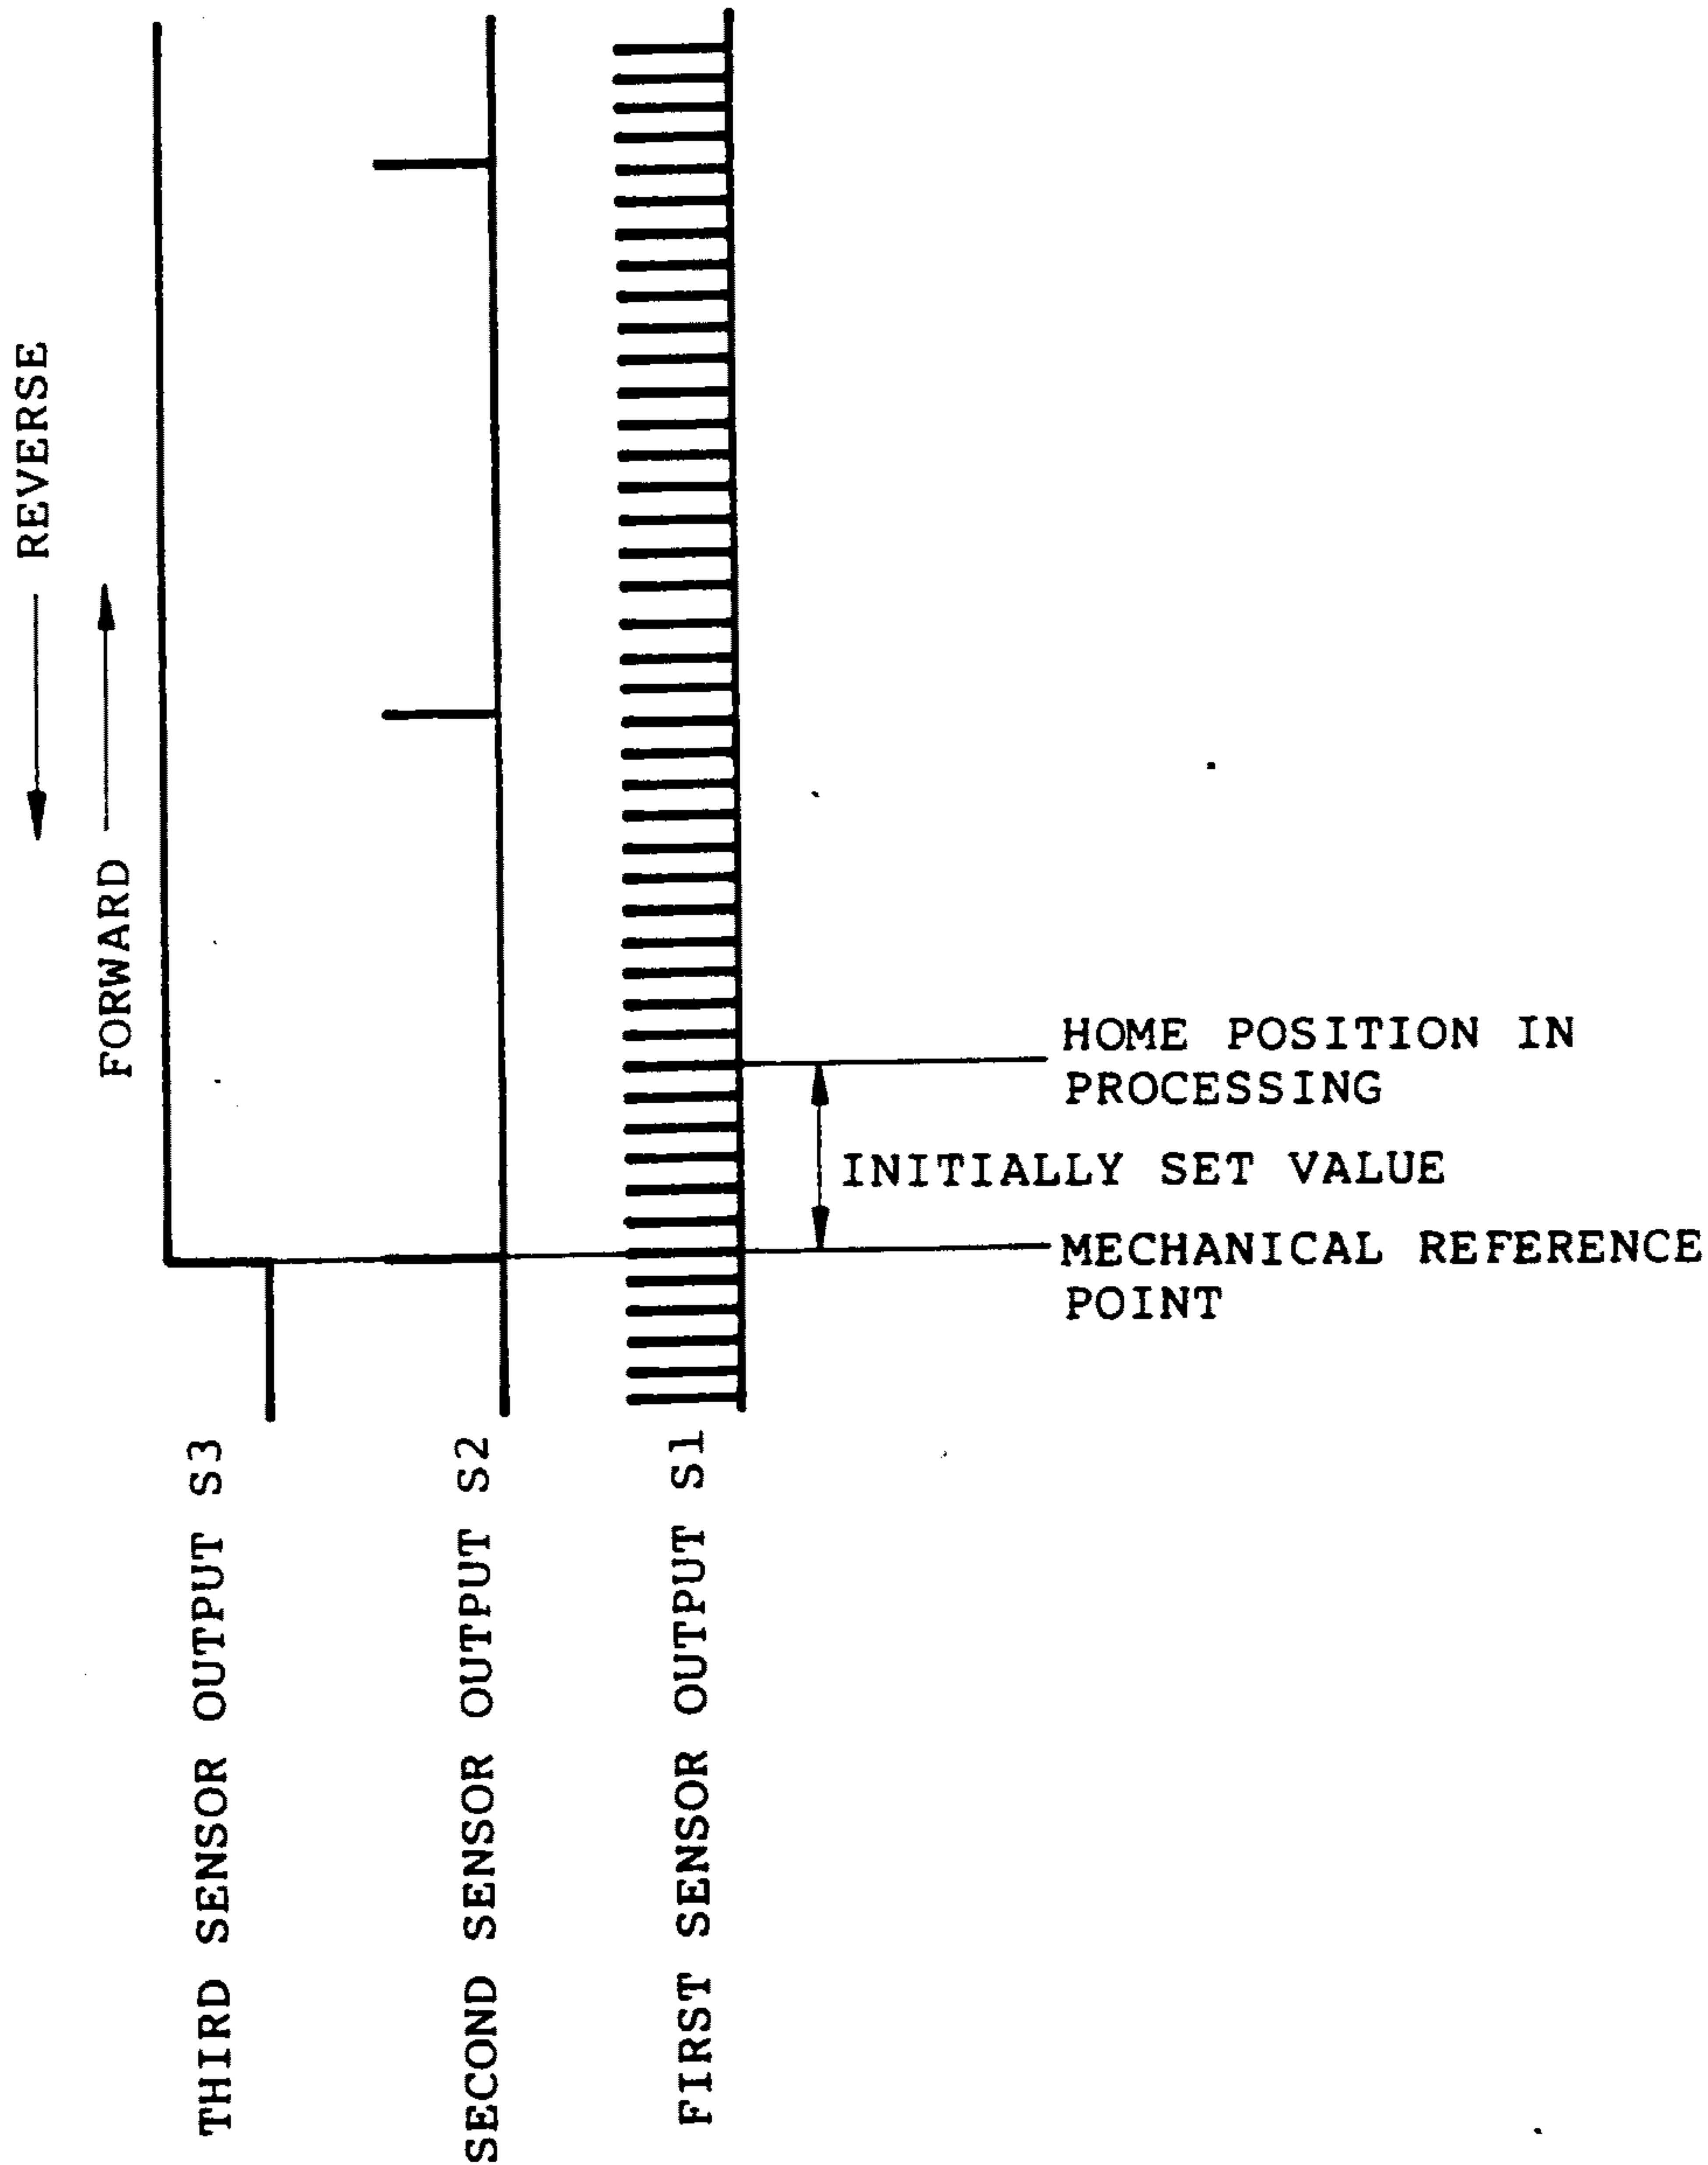 REVERSE
FORWARD
THIRD SENSOR OUTPUT S3
SECOND SENSOR OUTPUT S2
FIRST SENSOR OUTPUT S1
HOME POSITION IN
PROCESSING
INITIALLY SET VALUE
MECHANICAL REFERENCE
POINT